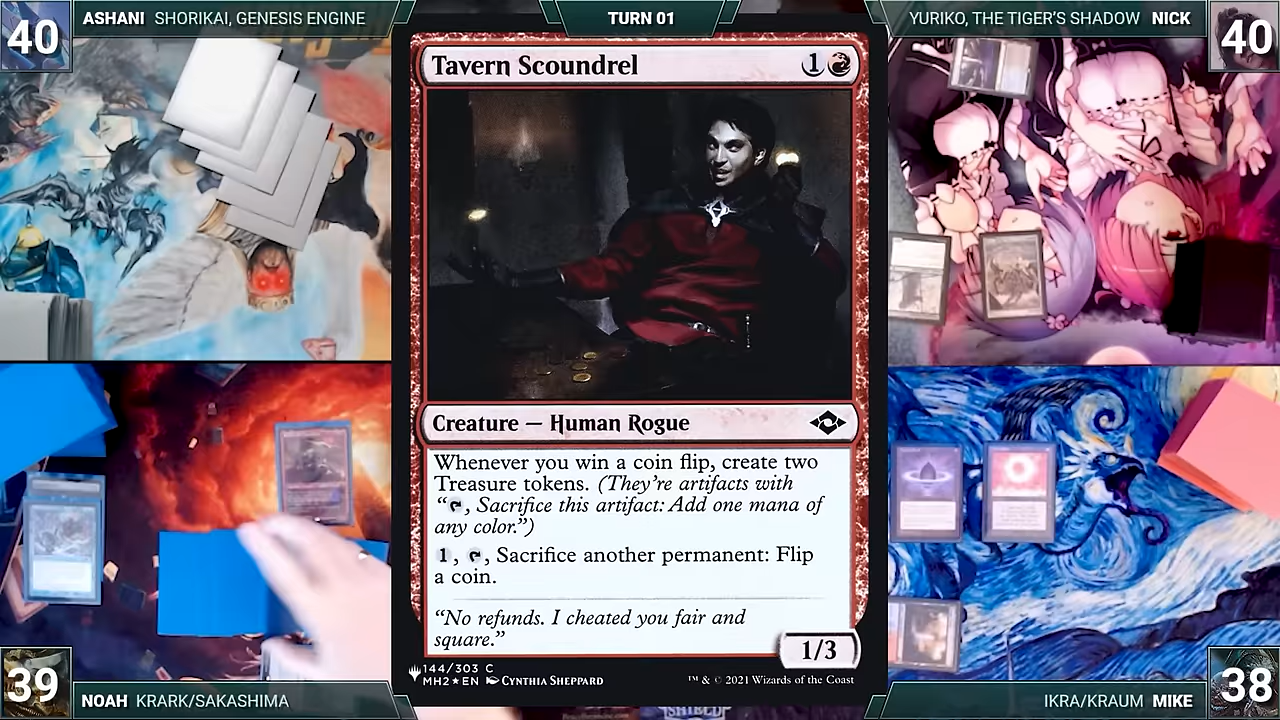 40
ASHANI SHORIKAI, GENESIS ENGINE
TURN 01
YURIKO, THE TIGER'S SHADOW NICK
40
Tavern Scoundrel
1
Creature — Human Rogue
Whenever you win a coin flip, create two
Treasure tokens. (They're artifacts with
“, Sacrifice this artifact: Add one mana of
any color.”)
1, , Sacrifice another permanent: Flip
a coin.
“No refunds. I cheated you fair and
square.”
1/3
144/303 C
MH2★EN CYNTHIA SHEPPARD
™ & © 2021 Wizards of the Coast
39
NOAH KRARK/SAKASHIMA
IKRA/KRAUM MIKE
38